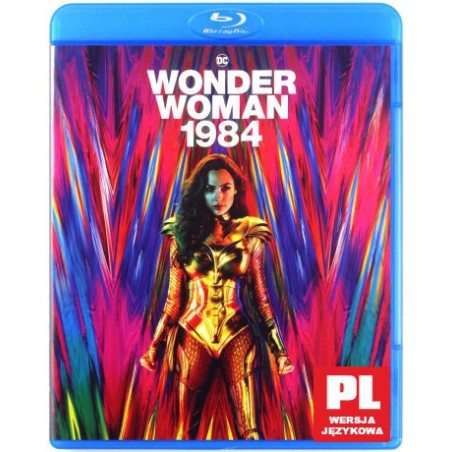 Blu-ray Disc
DC
WONDER
WOMAN
1984
PL
WERSJA
JĘZYKOWA